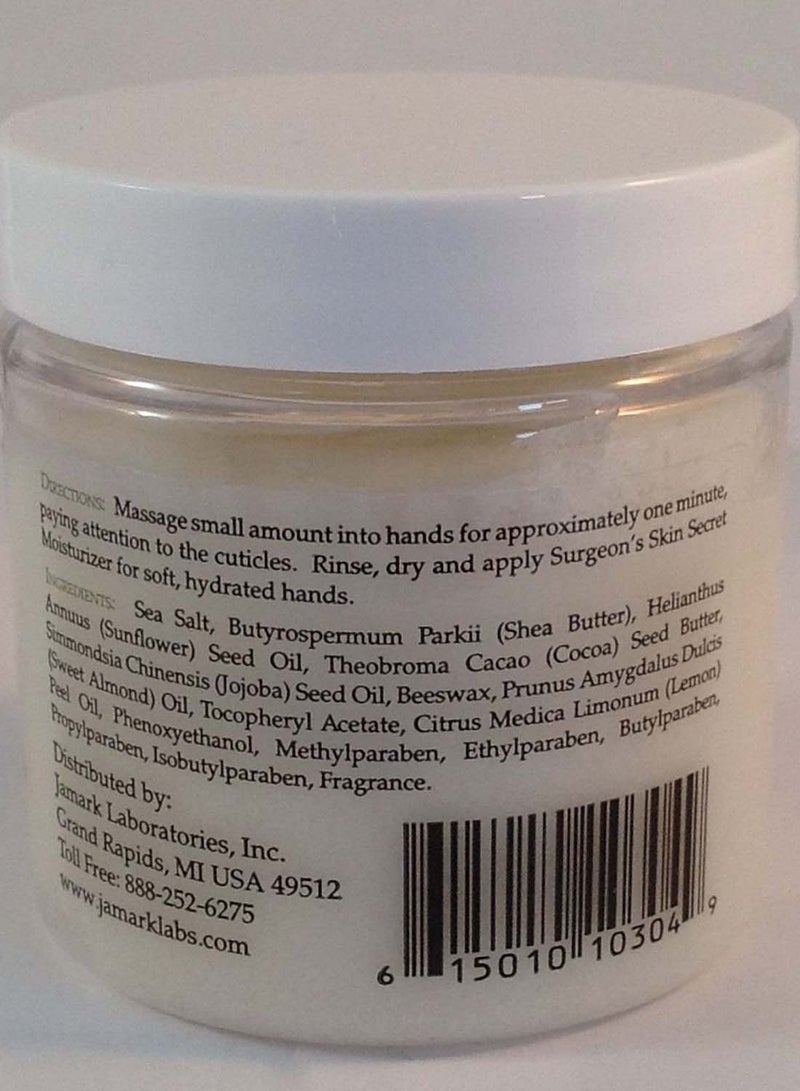 DIRECTIONS: Massage small amount into hands for approximately one minute,
paying attention to the cuticles. Rinse, dry and apply Surgeon's Skin Secret
Moisturizer for soft, hydrated hands.
INGREDIENTS: Sea Salt, Butyrospermum Parkii (Shea Butter), Helianthus
Annuus (Sunflower) Seed Oil, Theobroma Cacao (Cocoa) Seed Butter,
Simmondsia Chinensis (Jojoba) Seed Oil, Beeswax, Prunus Amygdalus Dulcis
(Sweet Almond) Oil, Tocopheryl Acetate, Citrus Medica Limonum (Lemon)
Peel Oil, Phenoxyethanol, Methylparaben, Ethylparaben, Butylparaben,
Propylparaben, Isobutylparaben, Fragrance.
Distributed by:
Jamark Laboratories, Inc.
Grand Rapids, MI USA 49512
Toll Free: 888-252-6275
www.jamarklabs.com
6 15010 10304 9